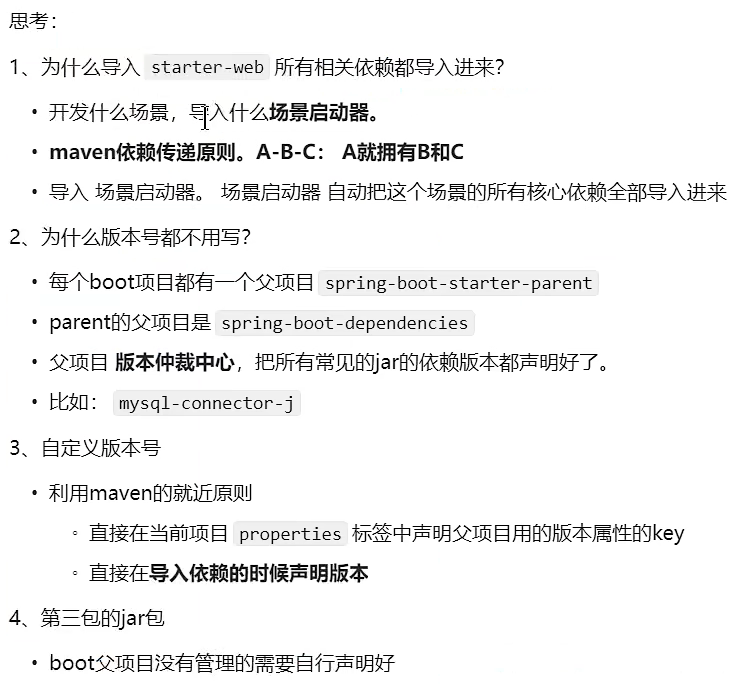 思考：
1、为什么导入 starter-web 所有相关依赖都导入进来？
• 开发什么场景，导入什么场景启动器。
• maven依赖传递原则。A-B-C： A就拥有B和C
• 导入 场景启动器。 场景启动器 自动把这个场景的所有核心依赖全部导入进来
2、为什么版本号都不用写？
• 每个boot项目都有一个父项目 spring-boot-starter-parent
• parent的父项目是 spring-boot-dependencies
• 父项目 版本仲裁中心，把所有常见的jar的依赖版本都声明好了。
• 比如： mysql-connector-j
3、自定义版本号
• 利用maven的就近原则
◦ 直接在当前项目 properties 标签中声明父项目用的版本属性的key
◦ 直接在导入依赖的时候声明版本
4、第三包的jar包
• boot父项目没有管理的需要自行声明好